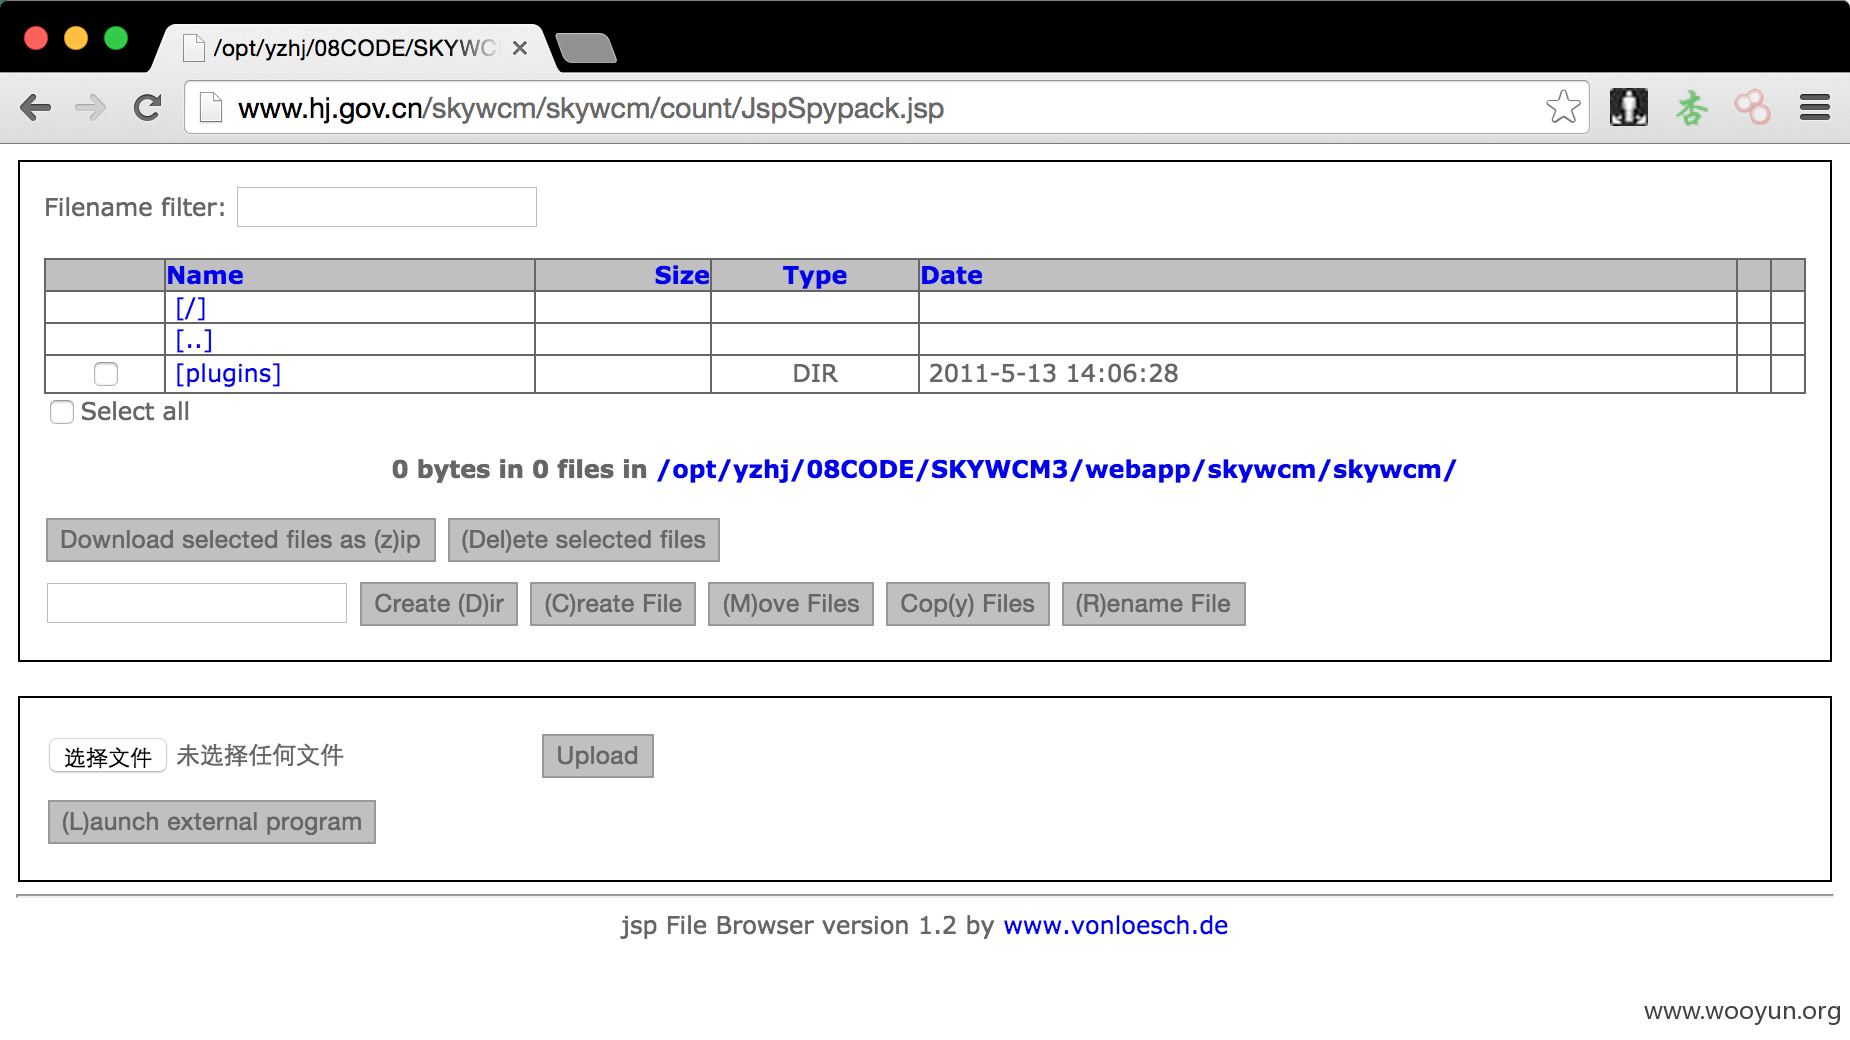 /opt/yzhj/08CODE/SKYWC
www.hj.gov.cn/skywcm/skywcm/count/JspSpypack.jsp
杏
Filename filter:
Name Size Type Date
[/]
[..]
[plugins] DIR 2011-5-13 14:06:28
Select all
0 bytes in 0 files in /opt/yzhj/08CODE/SKYWCM3/webapp/skywcm/skywcm/
Download selected files as (z)ip (Del)ete selected files
Create (D)ir (C)reate File (M)ove Files Cop(y) Files (R)ename File
选择文件 未选择任何文件 Upload
(L)aunch external program
jsp File Browser version 1.2 by www.vonloesch.de
www.wooyun.org